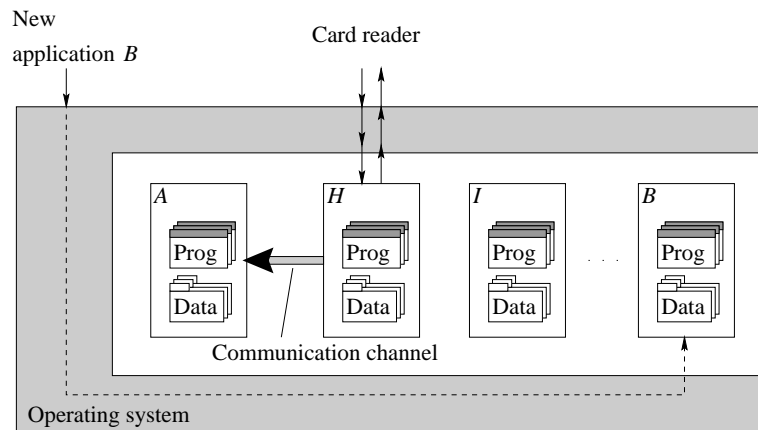 New
application B
Card reader
A
H
I
B
Prog
Prog
Prog
. . .
Prog
Data
Data
Data
Data
Communication channel
Operating system